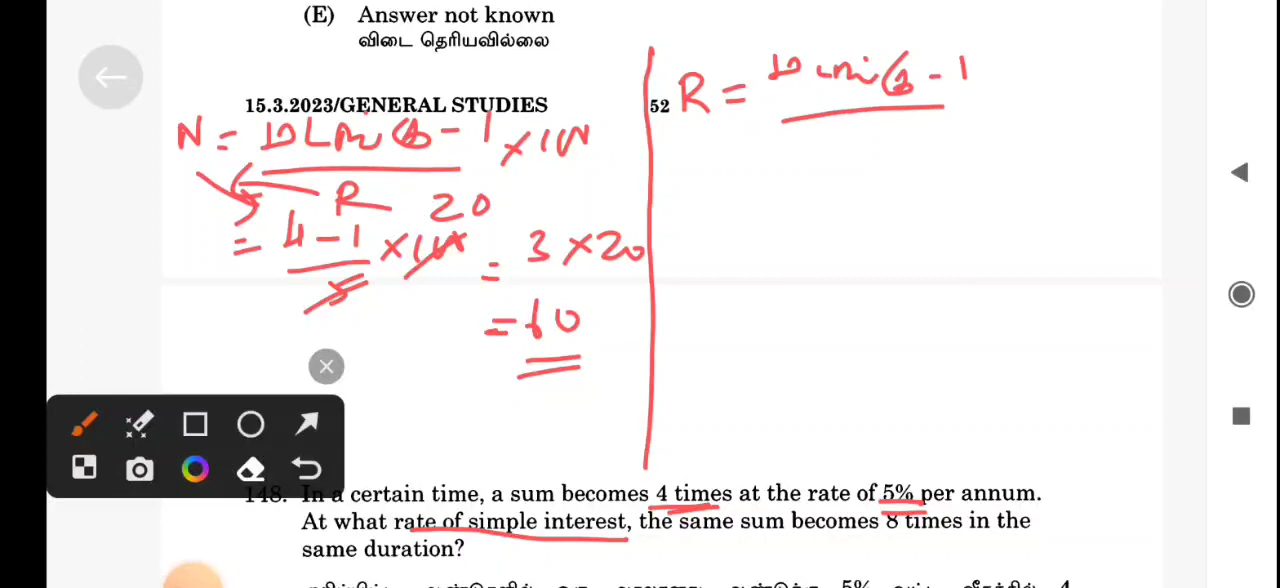 (E) Answer not known
விடை தெரியவில்லை
15.3.2023/GENERAL STUDIES
52
N = மடங்கு - 1 × 100
R
= 4 - 1 × 100 = 3 × 20
5
20
= 60
R = மடங்கு - 1
148. In a certain time, a sum becomes 4 times at the rate of 5% per annum.
At what rate of simple interest, the same sum becomes 8 times in the
same duration?